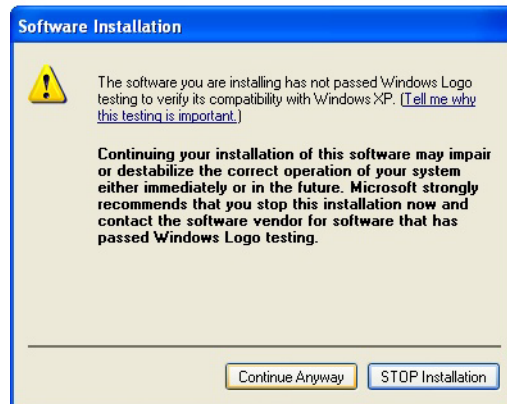 Software Installation
The software you are installing has not passed Windows Logo
testing to verify its compatibility with Windows XP. (Tell me why
this testing is important.)
Continuing your installation of this software may impair
or destabilize the correct operation of your system
either immediately or in the future. Microsoft strongly
recommends that you stop this installation now and
contact the software vendor for software that has
passed Windows Logo testing.
Continue Anyway
STOP Installation